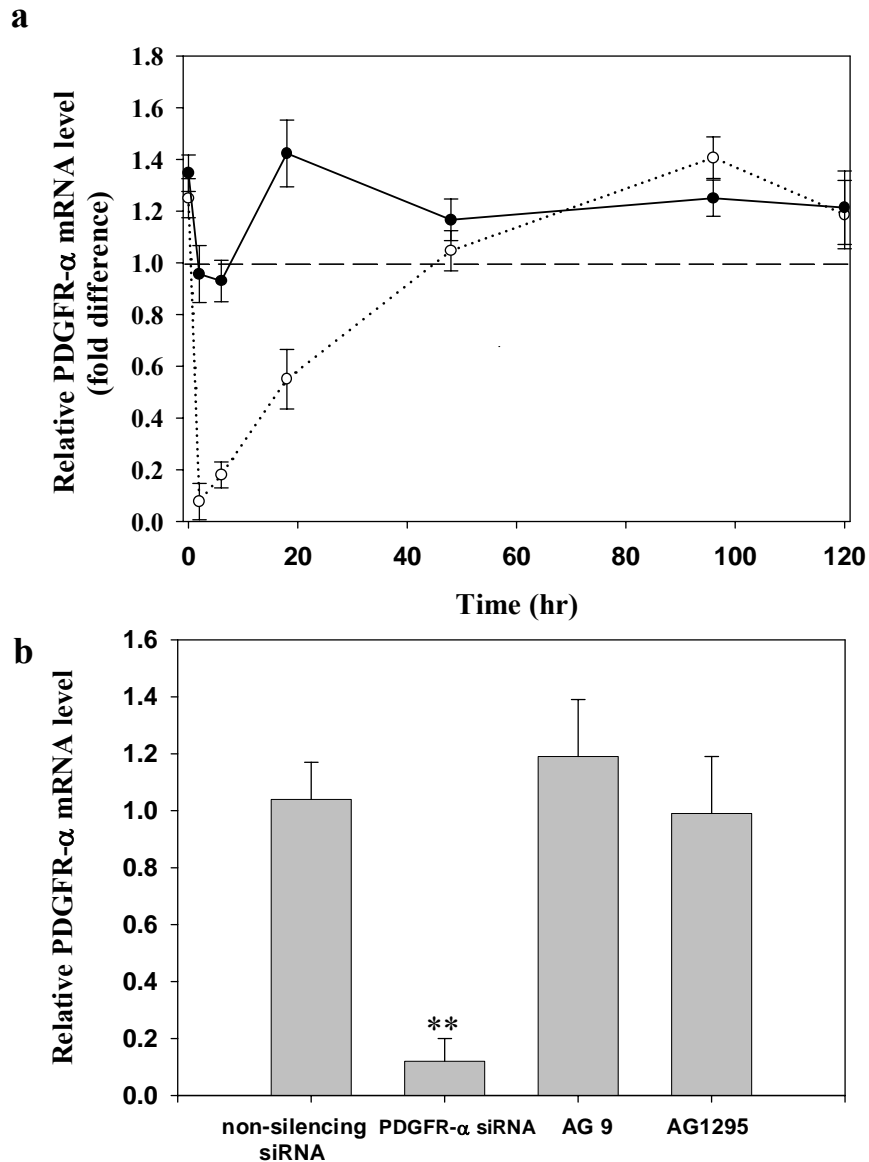 a
Relative PDGFR-α mRNA level
(fold difference)
1.8
1.6
1.4
1.2
1.0
0.8
0.6
0.4
0.2
0.0
0 20 40 60 80 100 120
Time (hr)
b
Relative PDGFR-α mRNA level
1.6
1.4
1.2
1.0
0.8
0.6
0.4
0.2
0.0
**
non-silencing
siRNA
PDGFR-α siRNA
AG 9
AG1295